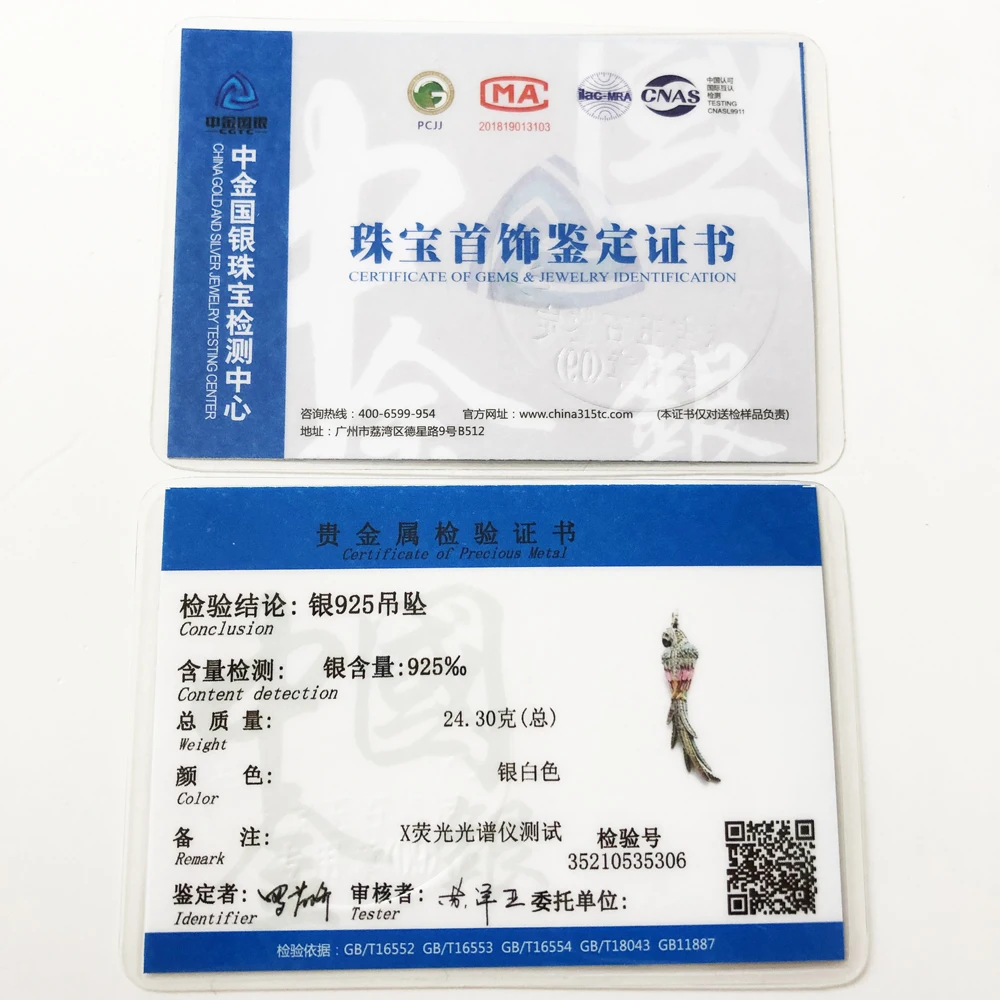 中金国银
CGTC
中金国银珠宝检测中心
CHINA GOLD AND SILVER JEWELRY TESTING CENTER
PCJJ
MA
201819013103
ilac-MRA
CNAS
中国认可
国际互认
检测
TESTING
CNASL9911
珠宝首饰鉴定证书
CERTIFICATE OF GEMS & JEWELRY IDENTIFICATION
咨询热线：400-6599-954 官方网址：www.china315tc.com (本证书仅对送检样品负责)
地址：广州市荔湾区德星路9号B512
贵金属检验证书
Certificate of Precious Metal
检验结论: 银925吊坠
Conclusion
含量检测: 银含量:925‰
Content detection
总质量: 24.30克(总)
Weight
颜色: 银白色
Color
备注: X荧光光谱仪测试 检验号
Remark 35210535306
鉴定者: 审核者: 委托单位:
Identifier Tester
检验依据：GB/T16552 GB/T16553 GB/T16554 GB/T18043 GB11887